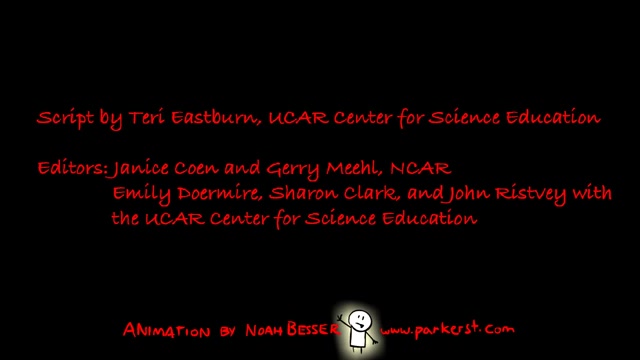 Script by Teri Eastburn, UCAR Center for Science Education
Editors: Janice Coen and Gerry Meehl, NCAR
Emily Doermire, Sharon Clark, and John Ristvey with
the UCAR Center for Science Education
ANIMATION BY NOAH BESSER www.parkerst.com